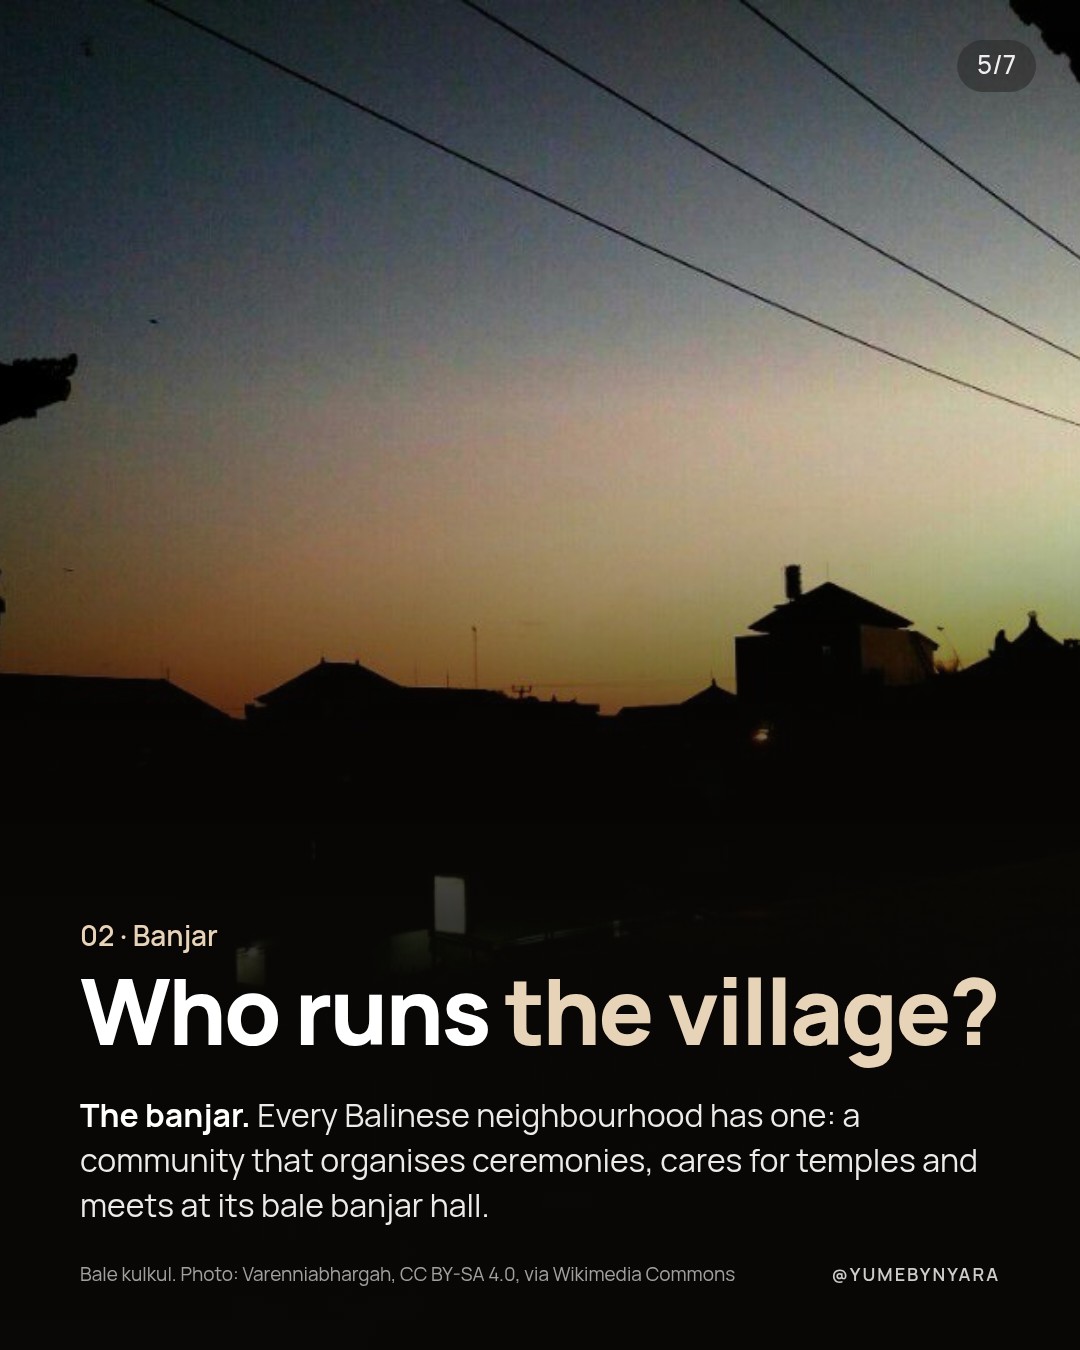 5/7
02 · Banjar
Who runs the village?
The banjar. Every Balinese neighbourhood has one: a
community that organises ceremonies, cares for temples and
meets at its bale banjar hall.
Bale kulkul. Photo: Varenniabhargah, CC BY-SA 4.0, via Wikimedia Commons
@YUMEBYNYARA